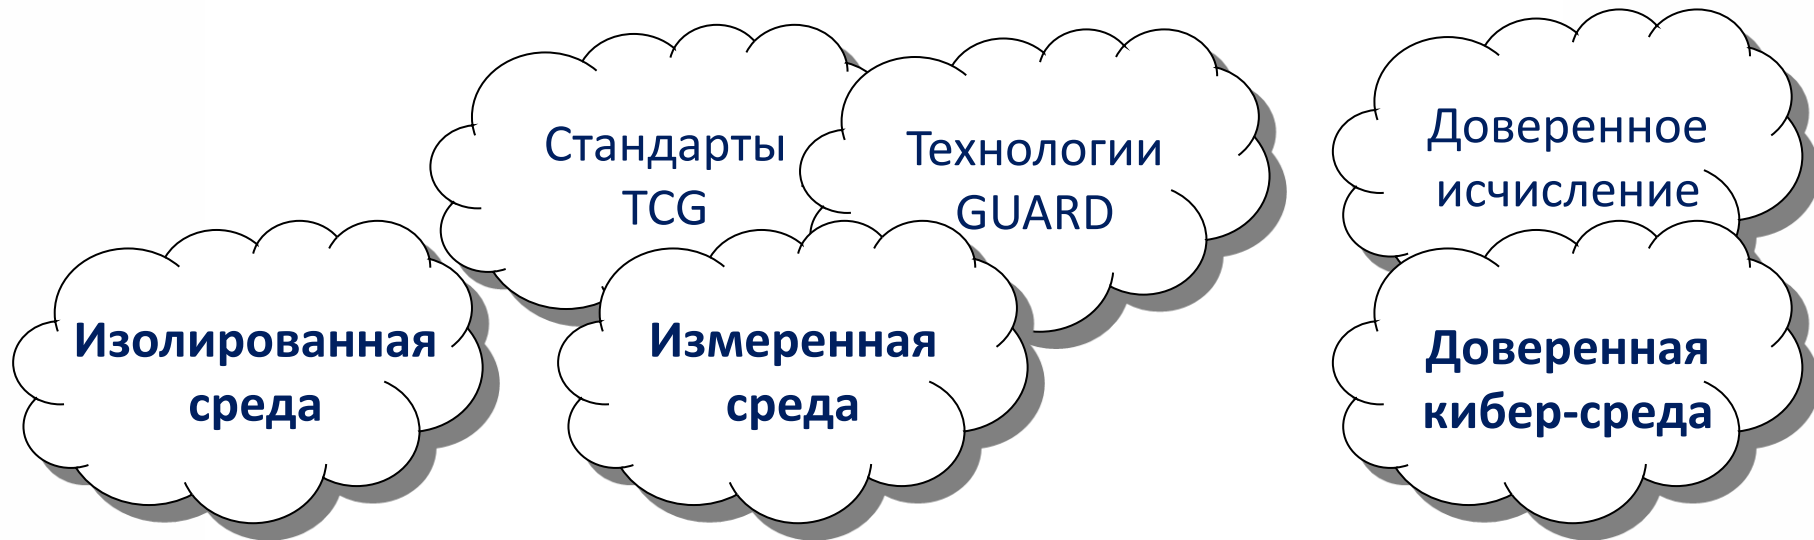 Стандарты
TCG
Технологии
GUARD
Доверенное
исчисление
Изолированная
среда
Измеренная
среда
Доверенная
кибер-среда